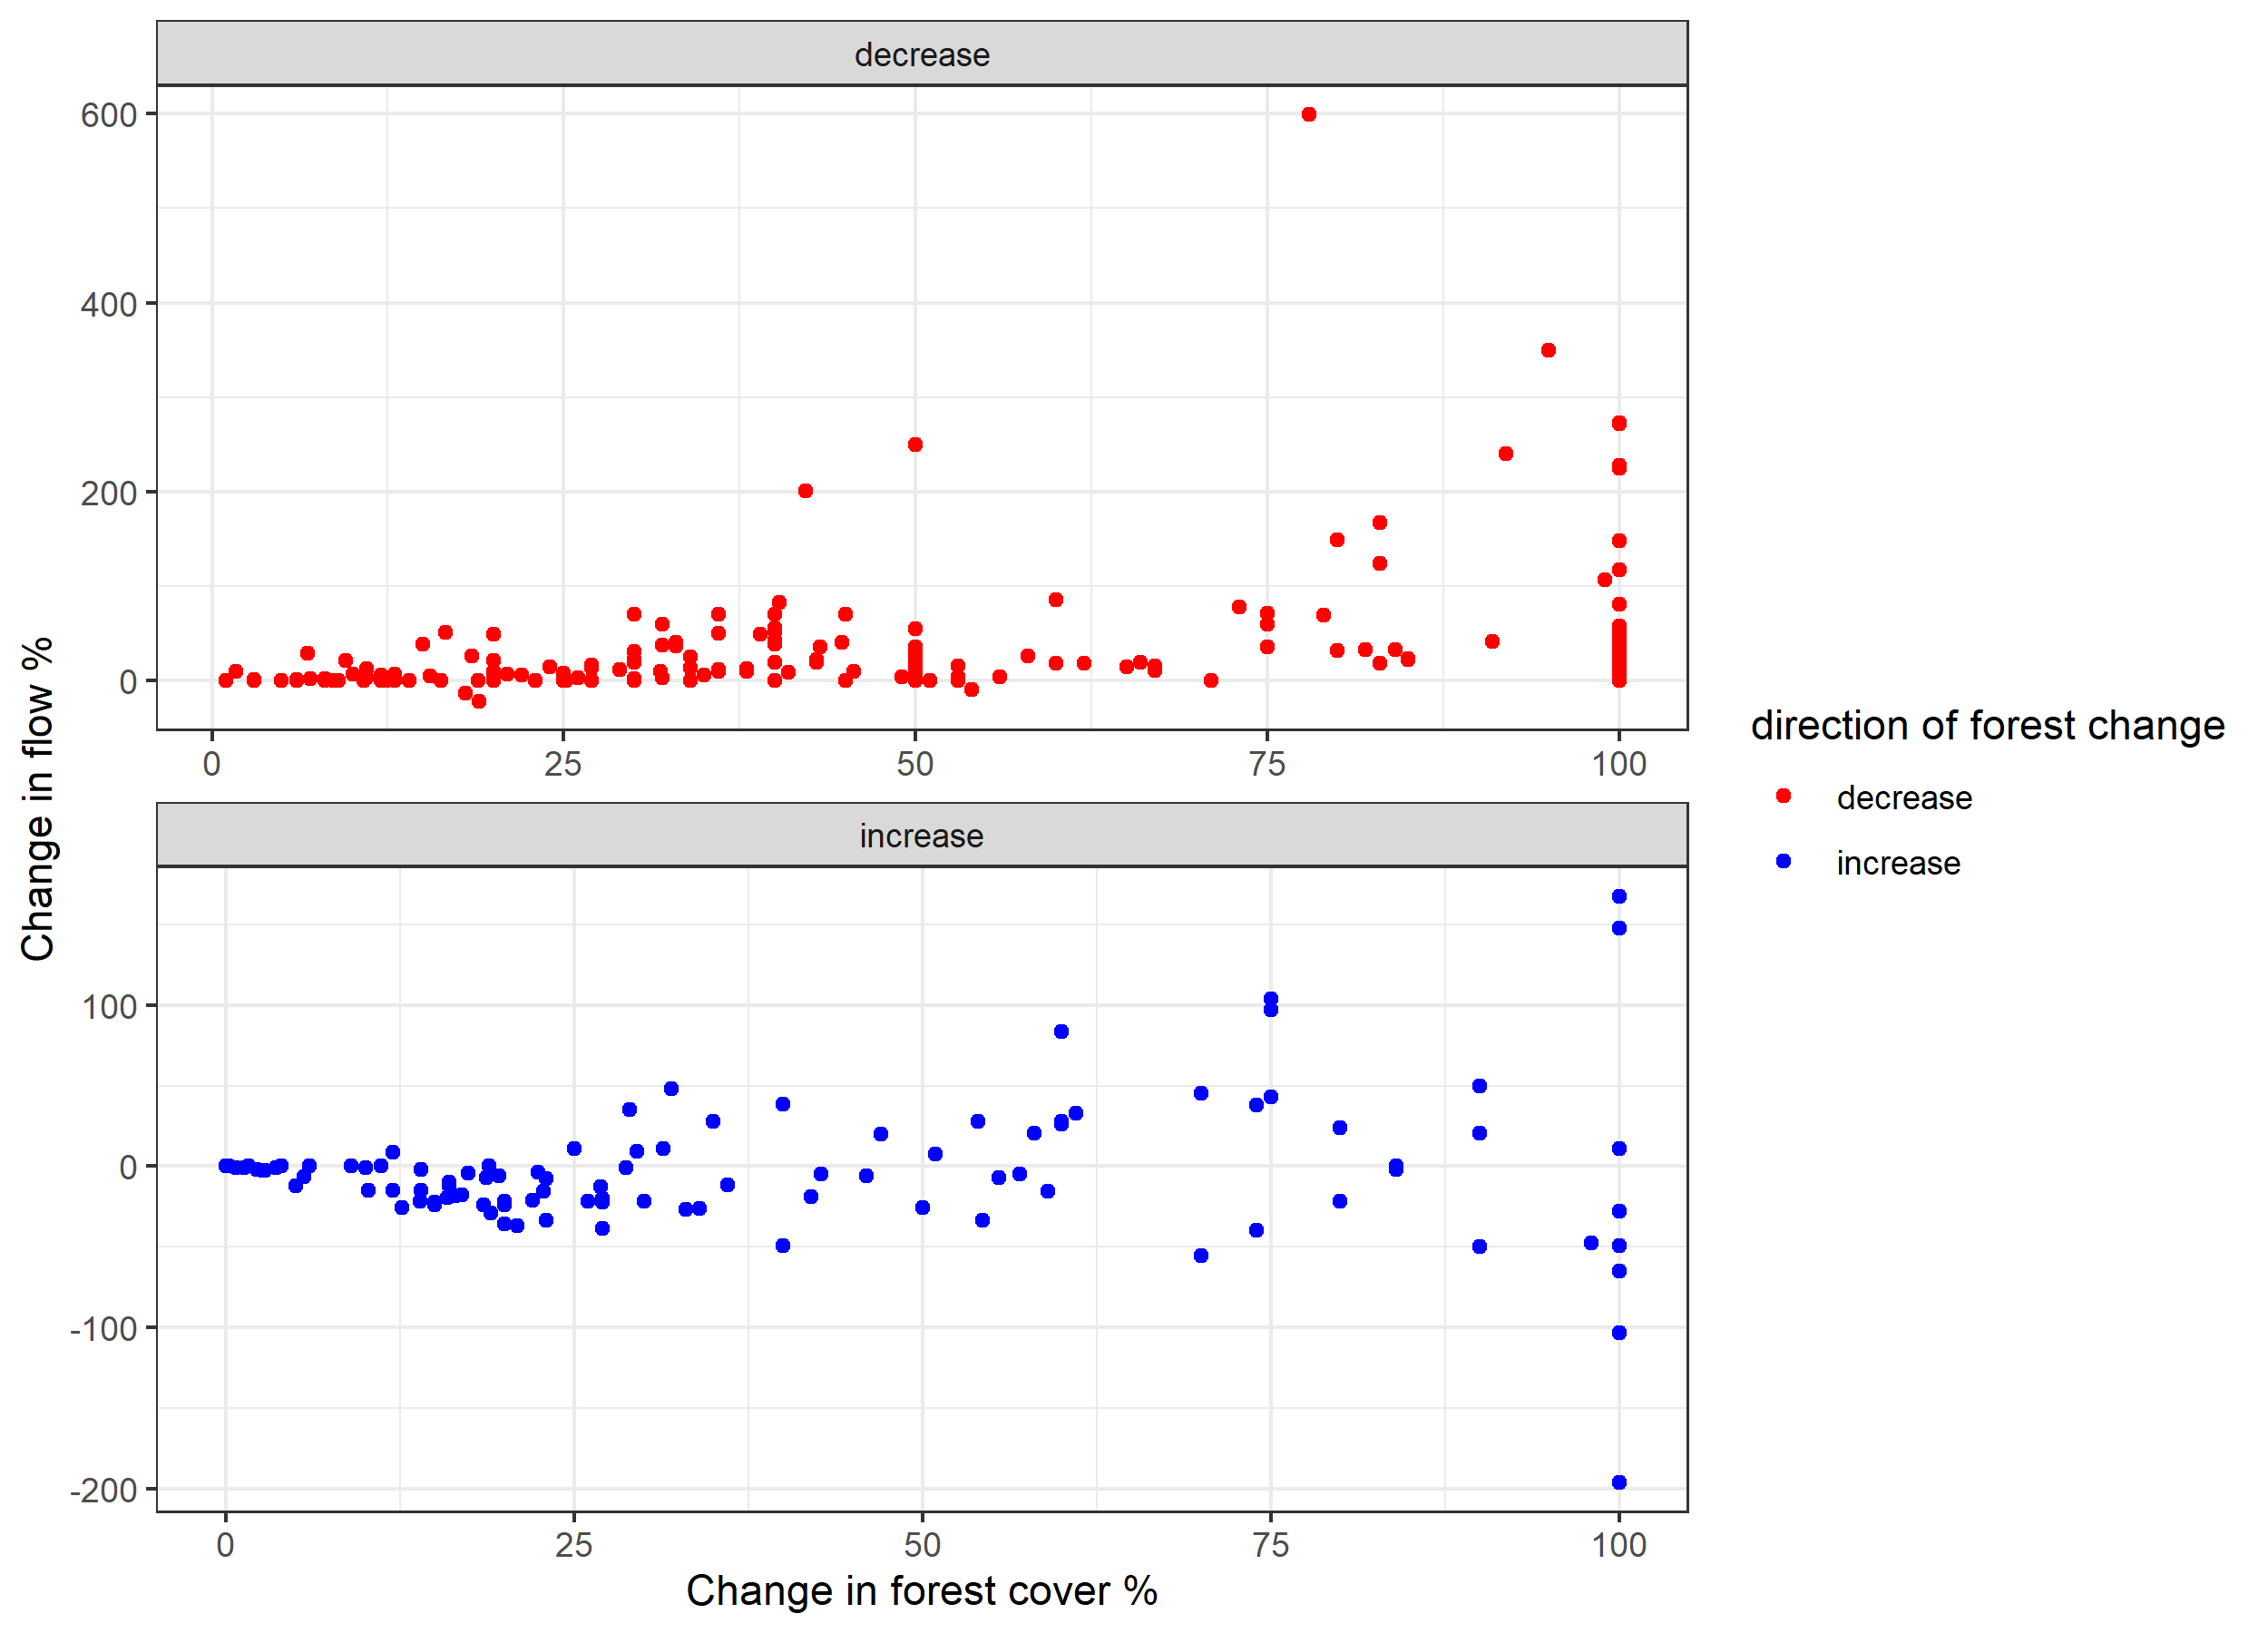 decrease
600
400
200
0
0 25 50 75 100
increase
100
0
-100
-200
0 25 50 75 100
Change in forest cover %
Change in flow %
direction of forest change
decrease
increase